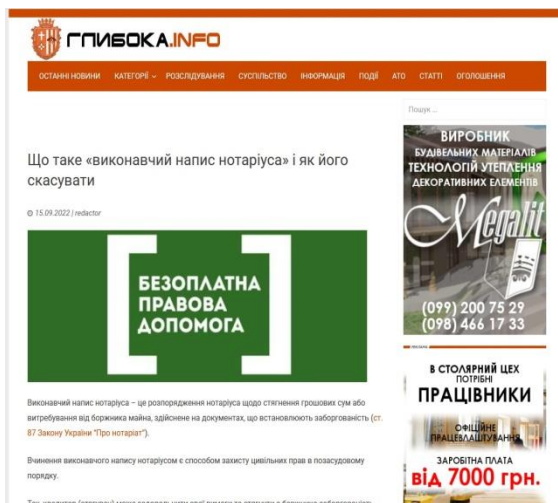 ГЛИБОКА.INFO
ОСТАННІ НОВИНИ КАТЕГОРІЇ РОЗСЛІДУВАННЯ СУСПІЛЬСТВО ІНФОРМАЦІЯ ПОДІЇ АТО СТАТТІ ОГОЛОШЕННЯ
Пошук ...
Що таке «виконавчий напис нотаріуса» і як його
скасувати
15.09.2022 | redactor
БЕЗОПЛАТНА
ПРАВОВА
ДОПОМОГА
Виконавчий напис нотаріуса – це розпорядження нотаріуса щодо стягнення грошових сум або
витребування від боржника майна, здійснене на документах, що встановлюють заборгованість (ст.
87 Закону України "Про нотаріат").
Вчинення виконавчого напису нотаріусом є способом захисту цивільних прав в позасудовому
порядку.
ВИРОБНИК
БУДІВЕЛЬНИХ МАТЕРІАЛІВ
ТЕХНОЛОГІЙ УТЕПЛЕННЯ
ДЕКОРАТИВНИХ ЕЛЕМЕНТІВ
Megalit
(099) 200 75 29
(098) 466 17 33
В СТОЛЯРНИЙ ЦЕХ
ПОТРІБНІ
ПРАЦІВНИКИ
ОФІЦІЙНЕ
ПРАЦЕВЛАШТУВАННЯ
ЗАРОБІТНА ПЛАТА
від 7000 грн.